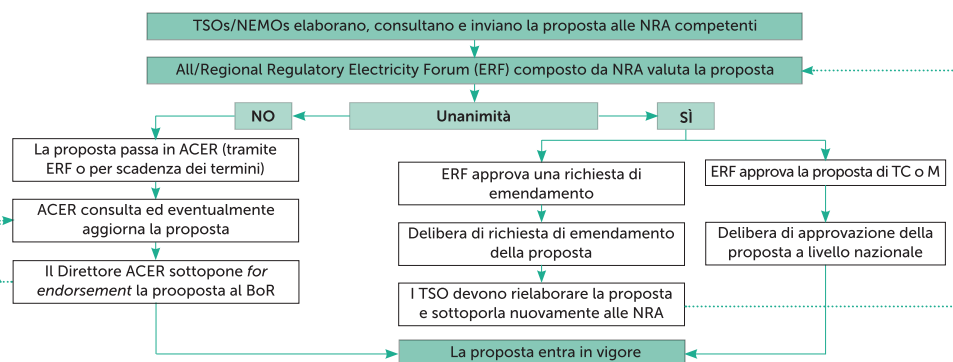 TSOs/NEMOs elaborano, consultano e inviano la proposta alle NRA competenti
All/Regional Regulatory Electricity Forum (ERF) composto da NRA valuta la proposta
NO
Unanimità
SÌ
La proposta passa in ACER (tramite
ERF o per scadenza dei termini)
ACER consulta ed eventualmente
aggiorna la proposta
Il Direttore ACER sottopone for
endorsement la prooposta al BoR
ERF approva una richiesta di
emendamento
Delibera di richiesta di emendamento
della proposta
I TSO devono rielaborare la proposta
e sottoporla nuovamente alle NRA
ERF approva la proposta di TC o M
Delibera di approvazione della
proposta a livello nazionale
La proposta entra in vigore